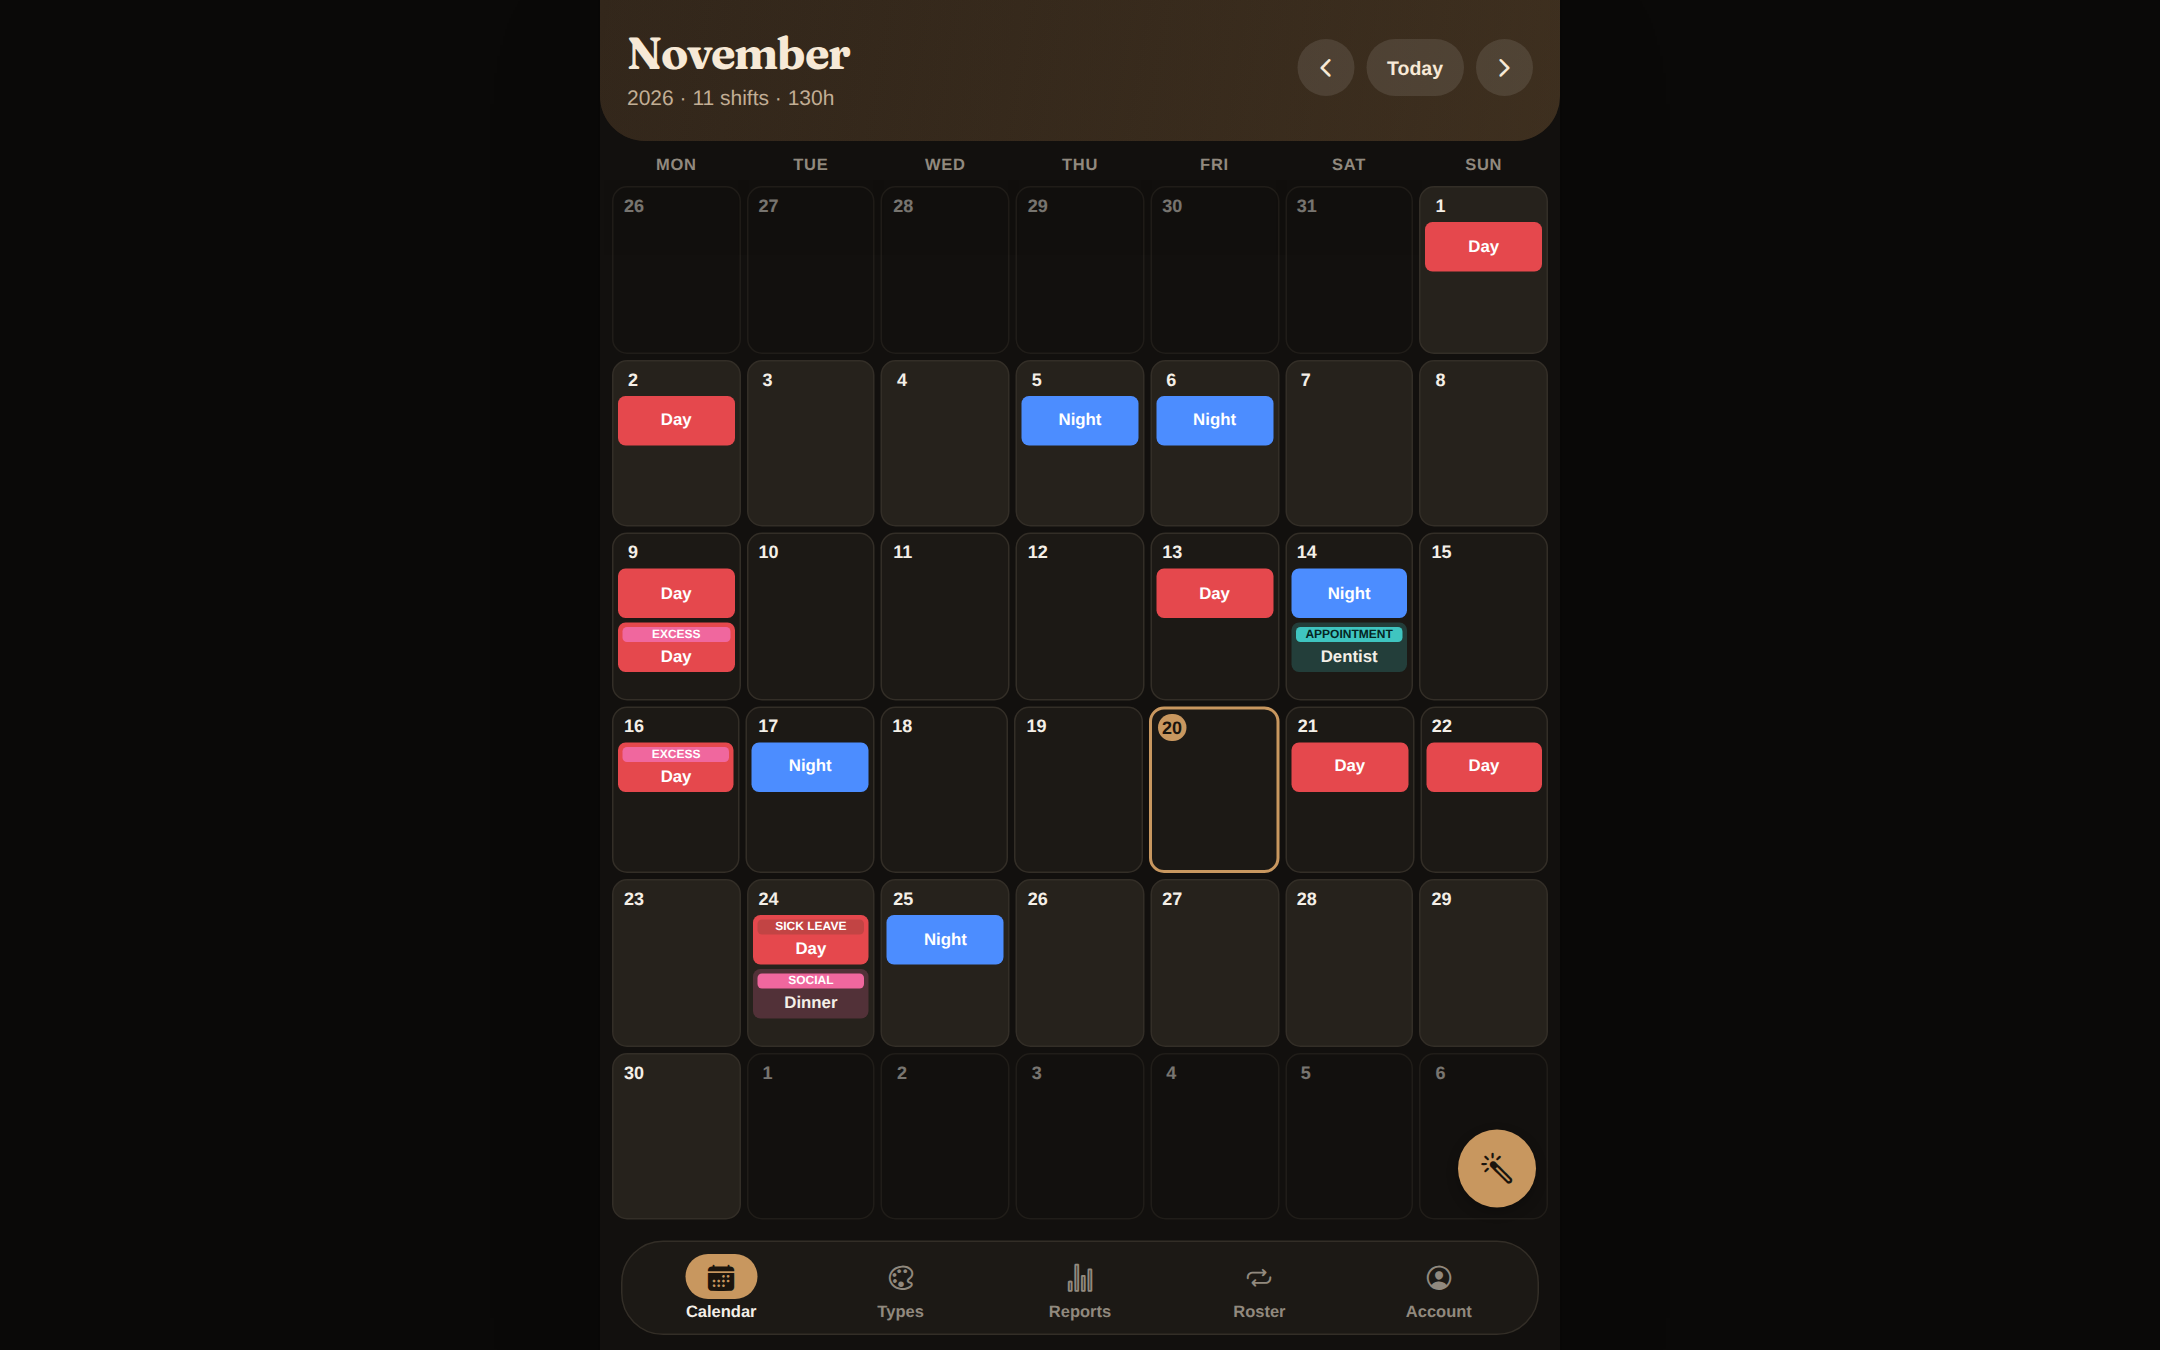 November
2026 · 11 shifts · 130h
Today
MON TUE WED THU FRI SAT SUN
26 27 28 29 30 31 1
Day
2 3 4 5 6 7 8
Day Night Night
9 10 11 12 13 14 15
Day Day Night
EXCESS APPOINTMENT
Day Dentist
16 17 18 19 20 21 22
EXCESS
Day Night Day Day
23 24 25 26 27 28 29
SICK LEAVE
Day Night
SOCIAL
Dinner
30 1 2 3 4 5 6
Calendar Types Reports Roster Account